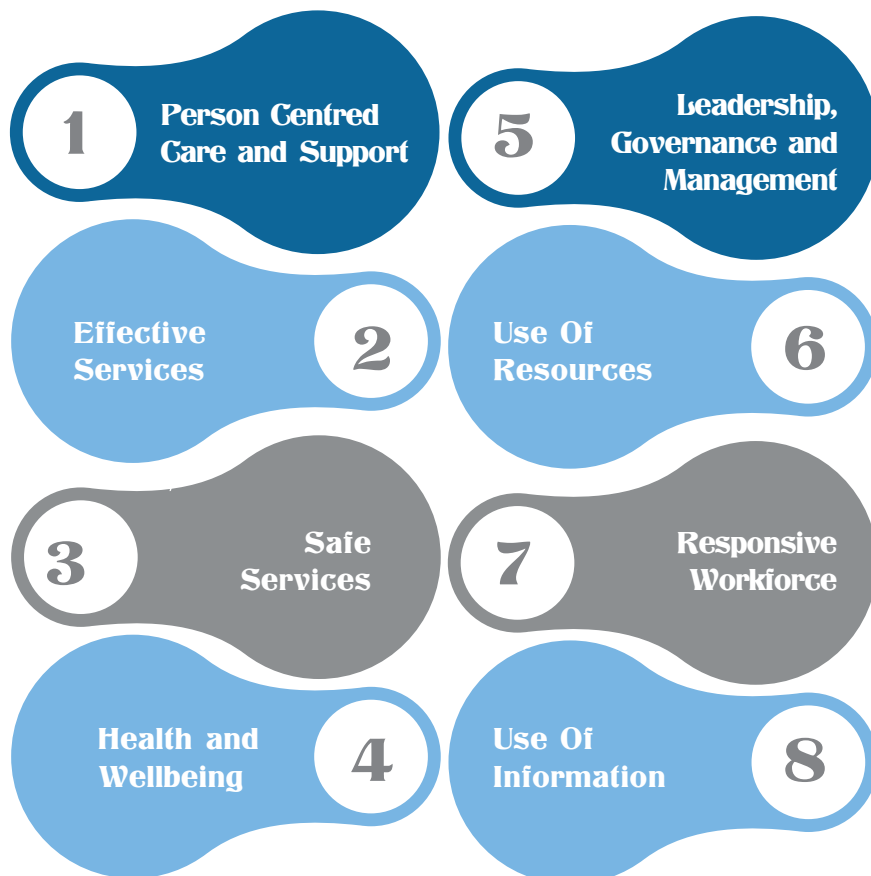 1
Person Centred
Care and Support
2
Effective
Services
3
Safe
Services
4
Health and
Wellbeing
5
Leadership,
Governance and
Management
6
Use Of
Resources
7
Responsive
Workforce
8
Use Of
Information